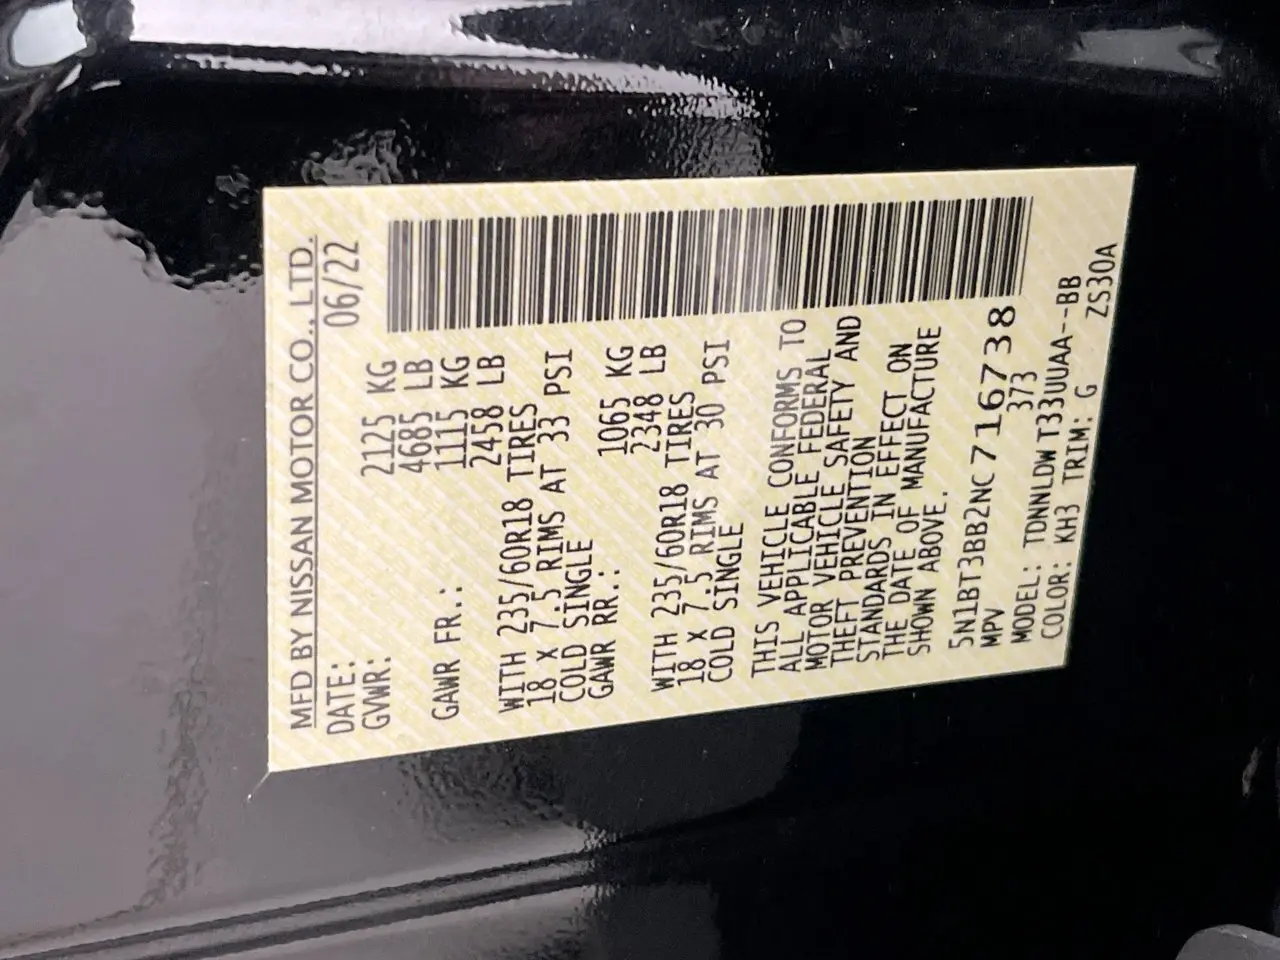 MFD BY NISSAN MOTOR CO., LTD.
DATE: 06/22
GVWR: 2125 KG
4685 LB
GAWR FR.: 1115 KG
2458 LB
WITH 235/60R18 TIRES
18 X 7.5 RIMS AT 33 PSI
COLD SINGLE
GAWR RR.: 1065 KG
2348 LB
WITH 235/60R18 TIRES
18 X 7.5 RIMS AT 30 PSI
COLD SINGLE
THIS VEHICLE CONFORMS TO
ALL APPLICABLE FEDERAL
MOTOR VEHICLE SAFETY AND
THEFT PREVENTION
STANDARDS IN EFFECT ON
THE DATE OF MANUFACTURE
SHOWN ABOVE.
5N1BT3BB2NC716738
MPV 373
MODEL: TDNNLDWT33UUAA--BB
COLOR: KH3 TRIM: G ZS30A